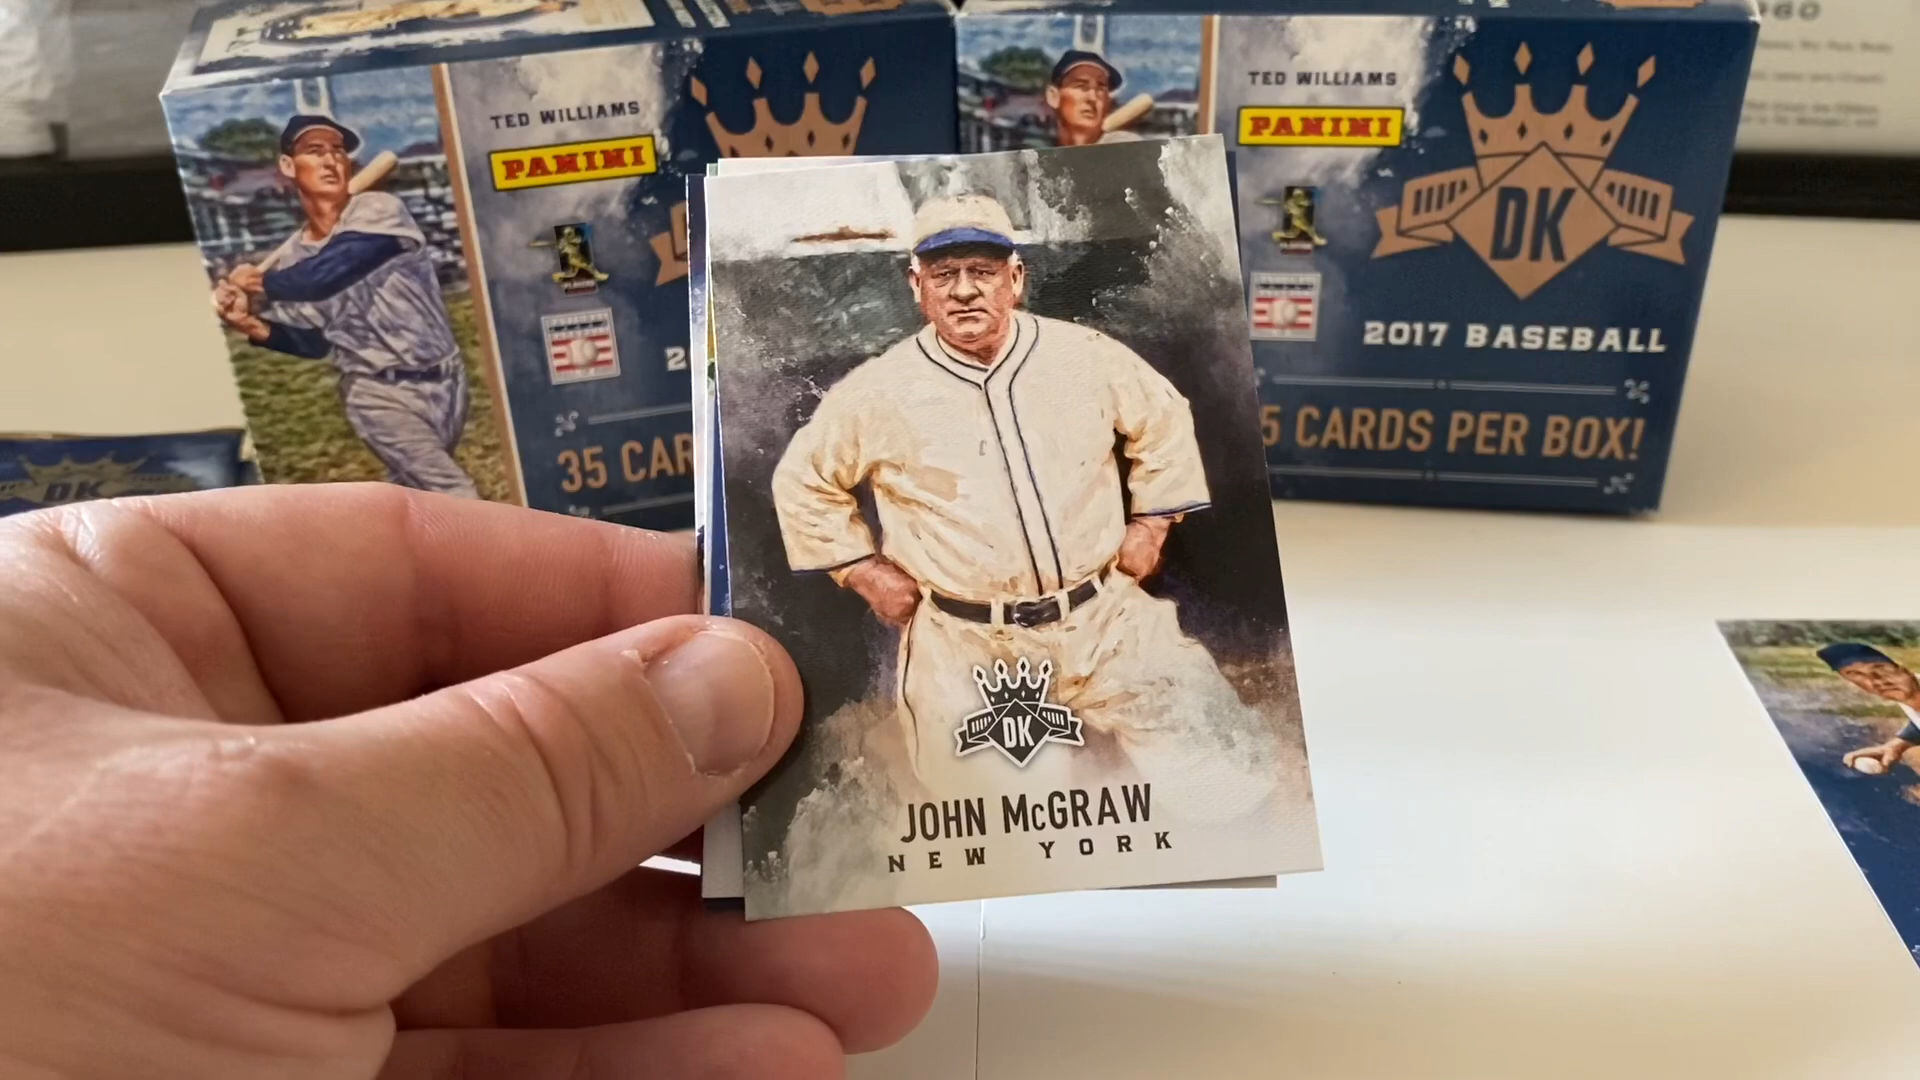 TED WILLIAMS
PANINI
2
35 CAR
TED WILLIAMS
PANINI
DK
2017 BASEBALL
5 CARDS PER BOX!
DK
DK
JOHN McGRAW
NEW YORK